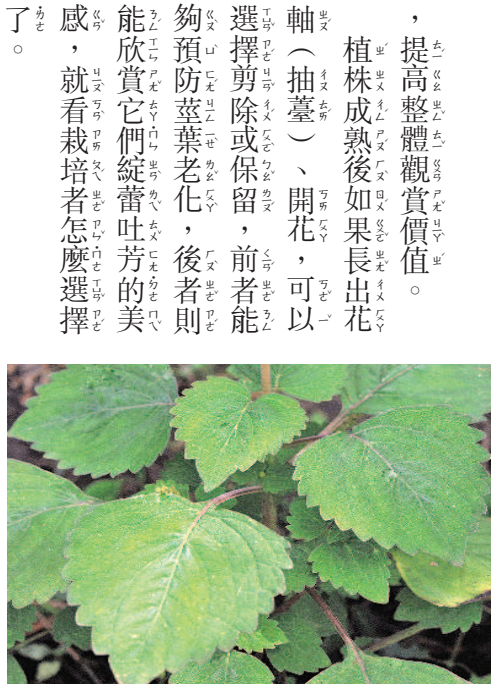 ，提高整體觀賞價值。
植株成熟後如果長出花
軸（抽薹）、開花，可以
選擇剪除或保留，前者能
夠預防莖葉老化，後者則
能欣賞它們綻蕾吐芳的美
感，就看栽培者怎麼選擇
了。